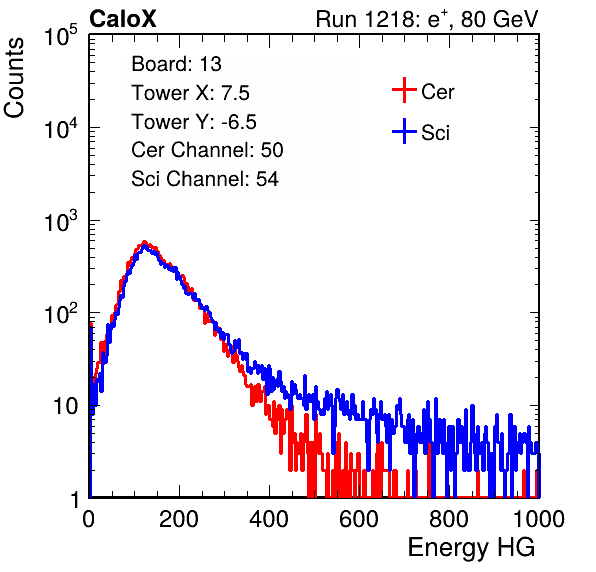 CaloX Run 1218: e⁺, 80 GeV
Counts
Board: 13
Tower X: 7.5
Tower Y: -6.5
Cer Channel: 50
Sci Channel: 54
Cer
Sci
10⁵
10⁴
10³
10²
10
1
0 200 400 600 800 1000
Energy HG